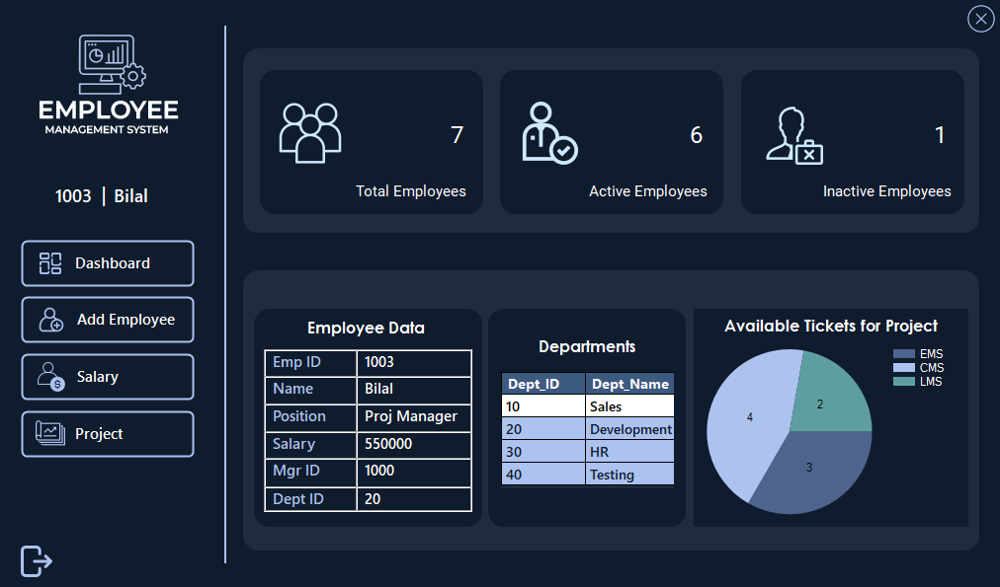 EMPLOYEE
MANAGEMENT SYSTEM
1003 | Bilal
Dashboard
Add Employee
Salary
Project
7
Total Employees
6
Active Employees
1
Inactive Employees
Employee Data
Emp ID 1003
Name Bilal
Position Proj Manager
Salary 550000
Mgr ID 1000
Dept ID 20
Departments
Dept_ID Dept_Name
10 Sales
20 Development
30 HR
40 Testing
Available Tickets for Project
EMS
CMS
LMS
2
4
3